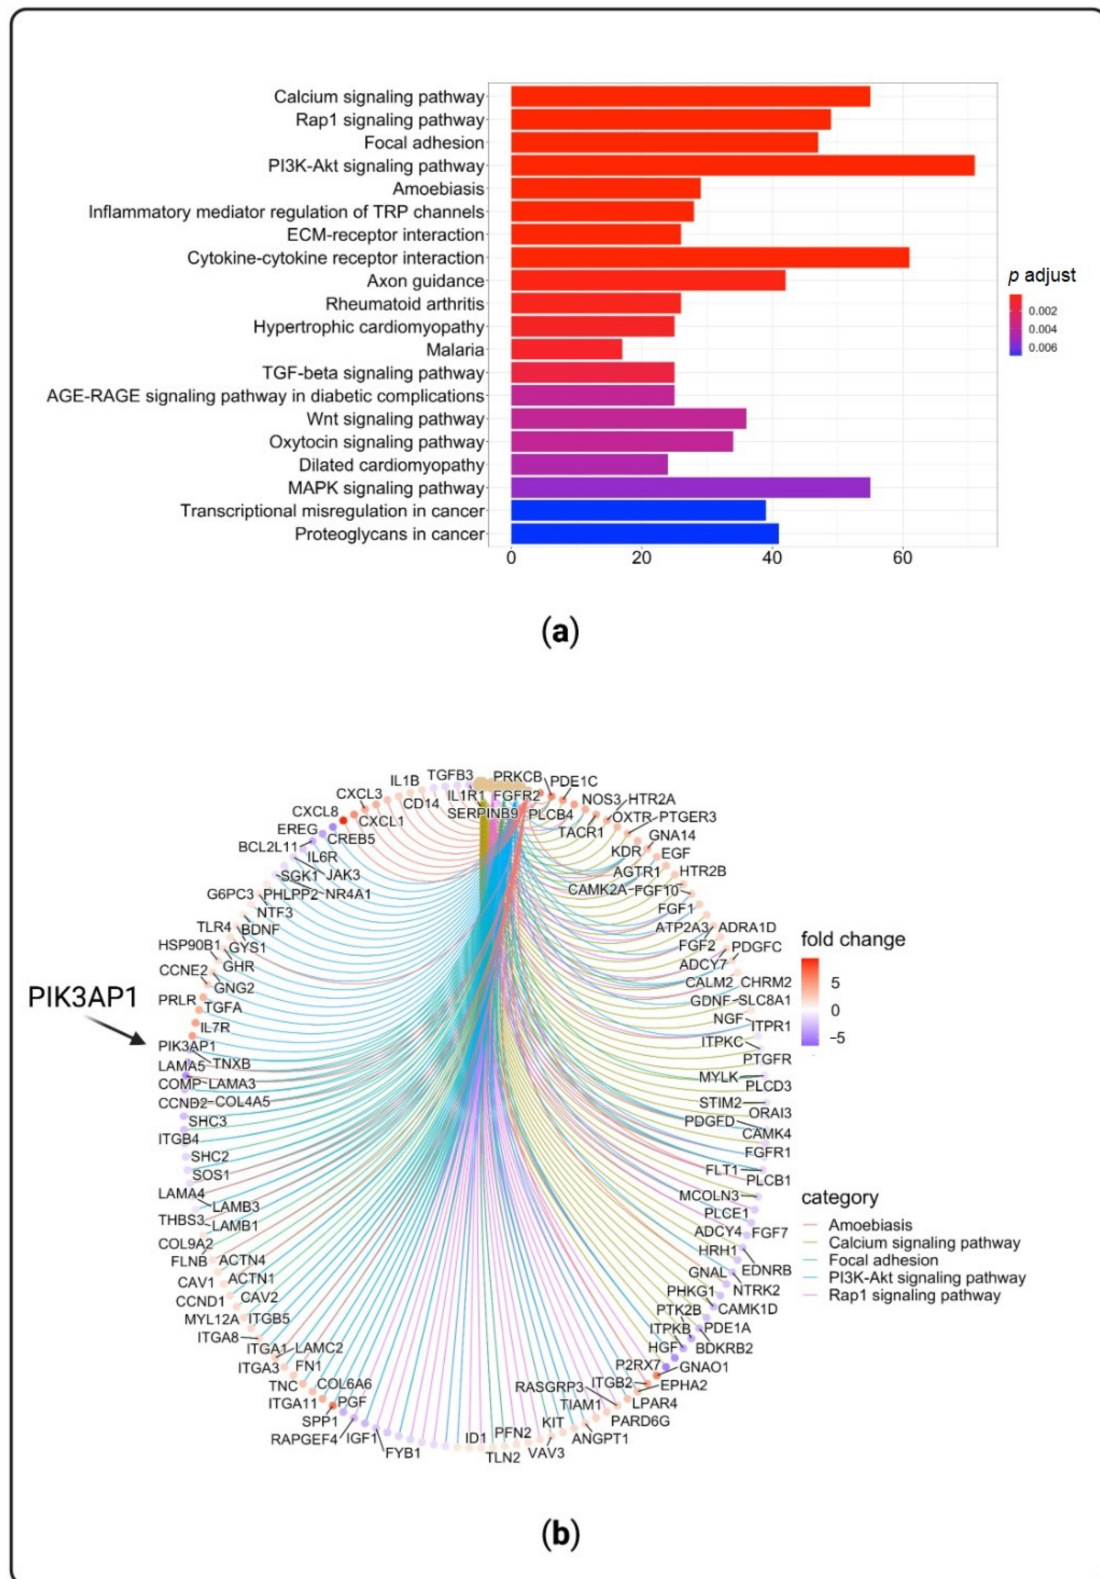 Calcium signaling pathway
Rap1 signaling pathway
Focal adhesion
PI3K-Akt signaling pathway
Amoebiasis
Inflammatory mediator regulation of TRP channels
ECM-receptor interaction
Cytokine-cytokine receptor interaction
Axon guidance
Rheumatoid arthritis
Hypertrophic cardiomyopathy
Malaria
TGF-beta signaling pathway
AGE-RAGE signaling pathway in diabetic complications
Wnt signaling pathway
Oxytocin signaling pathway
Dilated cardiomyopathy
MAPK signaling pathway
Transcriptional misregulation in cancer
Proteoglycans in cancer
0 20 40 60
p adjust
0.002
0.004
0.006
(a)
TGFB3 PRKCB PDE1C
IL1B IL1R1 FGFR2
CXCL3 CD14 SERPINB9 PLCB4 NOS3 HTR2A
CXCL8 CXCL1 TACR1 OXTR PTGER3
EREG CREB5 GNA14
BCL2L11 IL6R KDR EGF
SGK1 JAK3 AGTR1 HTR2B
G6PC3 PHLPP2 NR4A1 CAMK2A FGF10
NTF3 FGF1
TLR4 BDNF ATP2A3 ADRA1D
HSP90B1 GYS1 FGF2 PDGFC
CCNE2 GHR ADCY7
GNG2 CALM2 CHRM2
PRLR TGFA GDNF SLC8A1
IL7R NGF ITPR1
PIK3AP1
PIK3AP1 ITPKC
LAMA5 TNXB PTGFR
COMP LAMA3 MYLK PLCD3
CCND2 COL4A5 STIM2
SHC3 ORAI3
ITGB4 PDGFD CAMK4
SHC2 FGFR1
SOS1 FLT1 PLCB1
LAMA4 LAMB3 MCOLN3
THBS3 LAMB1 PLCE1
COL9A2 ADCY4 FGF7
FLNB ACTN4 HRH1
CAV1 ACTN1 GNAL EDNRB
CCND1 CAV2 PHKG1 NTRK2
MYL12A ITGB5 PTK2B CAMK1D
ITGA8 ITPKB PDE1A
ITGA1 LAMC2 HGF BDKRB2
ITGA3 FN1 P2RX7 GNAO1
TNC COL6A6 RASGRP3 ITGB2 EPHA2
ITGA11 PGF TIAM1 LPAR4
SPP1 KIT PARD6G
RAPGEF4 IGF1 ID1 PFN2 ANGPT1
FYB1 TLN2 VAV3
fold change
5
0
−5
category
Amoebiasis
Calcium signaling pathway
Focal adhesion
PI3K-Akt signaling pathway
Rap1 signaling pathway
(b)